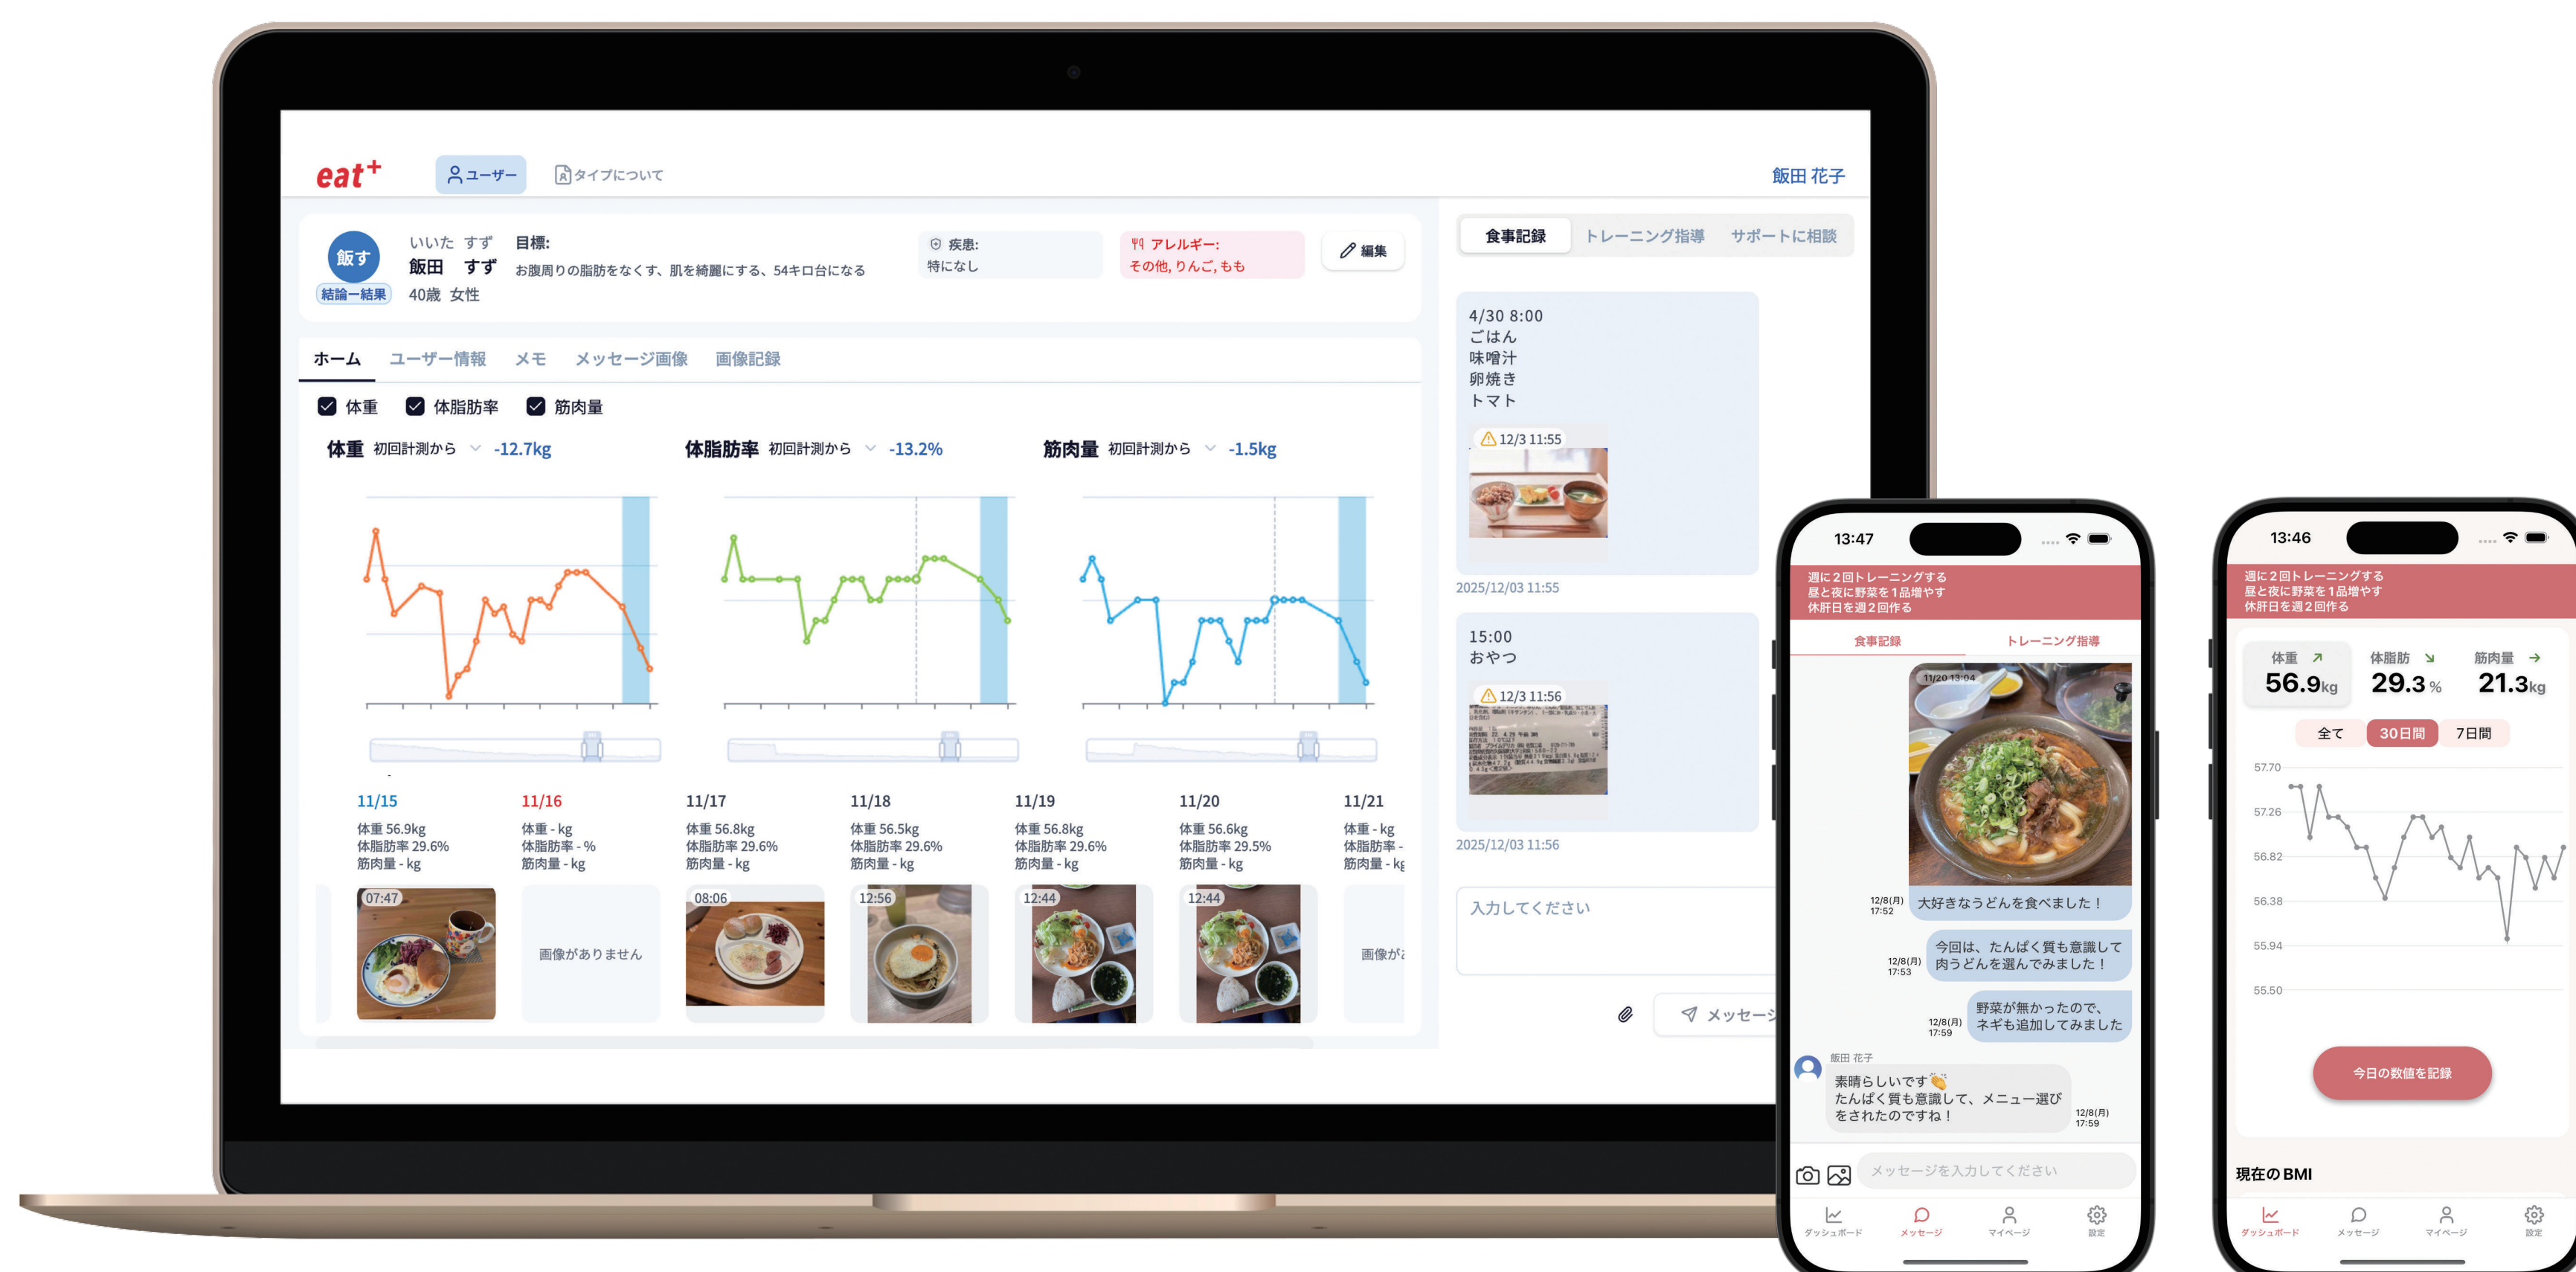 eat+
ユーザー
タイプについて
飯田 花子
飯す
結論ー結果
いいた すず
飯田 すず
40歳 女性
目標:
お腹周りの脂肪をなくす、肌を綺麗にする、54キロ台になる
疾患:
特になし
アレルギー:
その他, りんご, もも
編集
ホーム ユーザー情報 メモ メッセージ画像 画像記録
体重 体脂肪率 筋肉量
体重 初回計測から -12.7kg
体脂肪率 初回計測から -13.2%
筋肉量 初回計測から -1.5kg
11/15
体重 56.9kg
体脂肪率 29.6%
筋肉量 - kg
07:47
11/16
体重 - kg
体脂肪率 - %
筋肉量 - kg
画像がありません
11/17
体重 56.8kg
体脂肪率 29.6%
筋肉量 - kg
08:06
11/18
体重 56.5kg
体脂肪率 29.6%
筋肉量 - kg
12:56
11/19
体重 56.8kg
体脂肪率 29.6%
筋肉量 - kg
12:44
11/20
体重 56.6kg
体脂肪率 29.5%
筋肉量 - kg
12:44
11/21
体重 - kg
体脂肪率 -
筋肉量 - kg
画像が
食事記録 トレーニング指導 サポートに相談
4/30 8:00
ごはん
味噌汁
卵焼き
トマト
12/3 11:55
2025/12/03 11:55
15:00
おやつ
12/3 11:56
2025/12/03 11:56
入力してください
メッセー
13:47
週に2回トレーニングする
昼と夜に野菜を1品増やす
休肝日を週2回作る
食事記録 トレーニング指導
11/20 13:04
大好きなうどんを食べました！
12/8(月)
17:52
今回は、たんぱく質も意識して
肉うどんを選んでみました！
12/8(月)
17:53
野菜が無かったので、
ネギも追加してみました
12/8(月)
17:59
飯田 花子
素晴らしいです👏
たんぱく質も意識して、メニュー選び
をされたのですね！
12/8(月)
17:59
メッセージを入力してください
ダッシュボード メッセージ マイページ 設定
13:46
週に2回トレーニングする
昼と夜に野菜を1品増やす
休肝日を週2回作る
体重 ↗ 体脂肪 ↘ 筋肉量 →
56.9kg 29.3% 21.3kg
全て 30日間 7日間
57.70
57.26
56.82
56.38
55.94
55.50
今日の数値を記録
現在のBMI
ダッシュボード メッセージ マイページ 設定